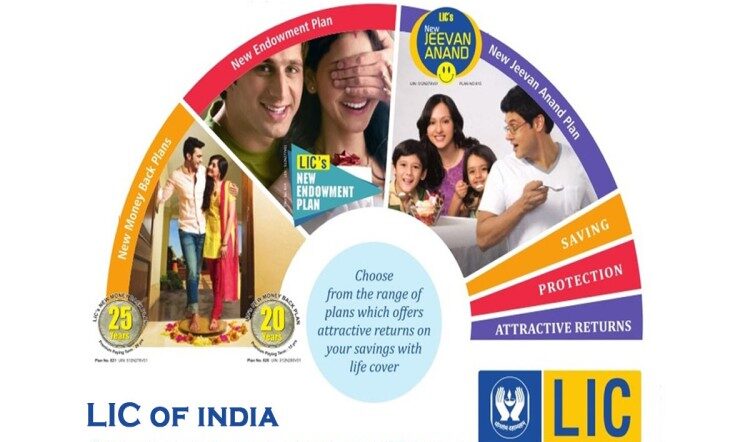 New Money Back Plans
New Endowment Plan
New Jeevan Anand Plan
LIC's
New
JEEVAN
ANAND
LIC's
NEW
ENDOWMENT
PLAN
SAVING
PROTECTION
ATTRACTIVE RETURNS
25
Years
20
Years
Choose
from the range of
plans which offers
attractive returns on
your savings with
life cover
LIC OF INDIA
LIC